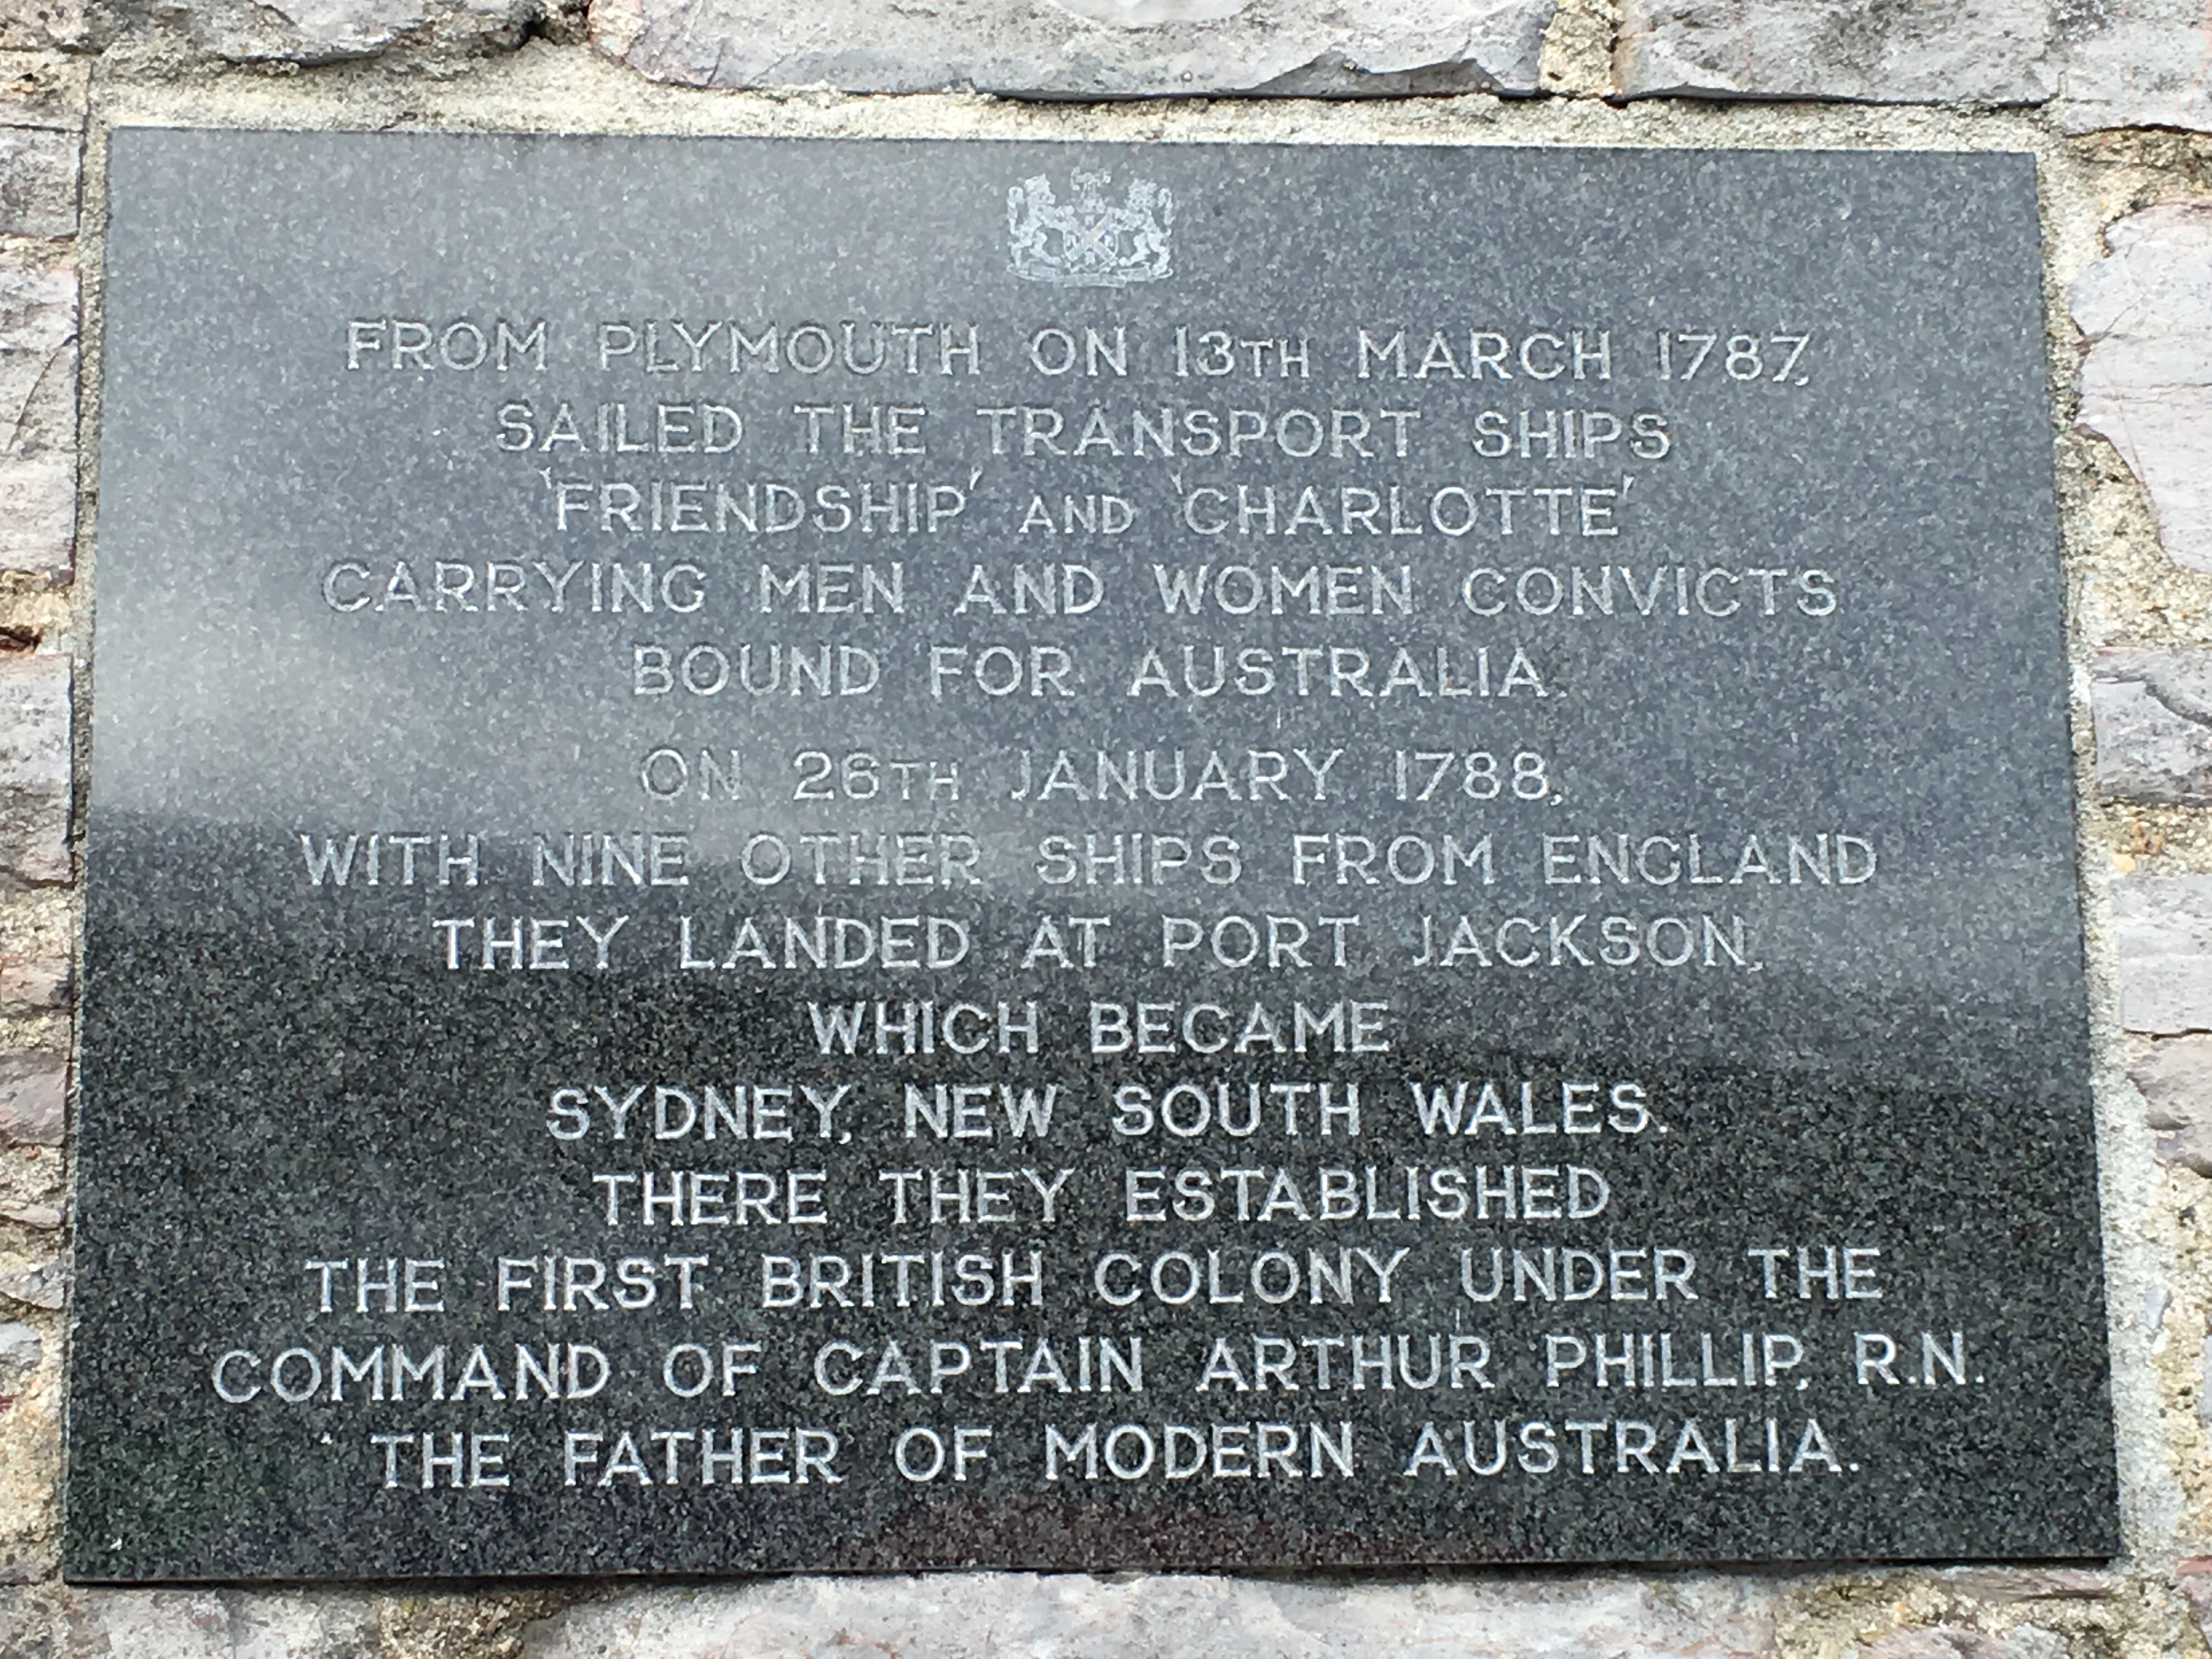 FROM PLYMOUTH ON 13TH MARCH 1787,
SAILED THE TRANSPORT SHIPS
'FRIENDSHIP' AND 'CHARLOTTE'
CARRYING MEN AND WOMEN CONVICTS
BOUND FOR AUSTRALIA.
ON 26TH JANUARY 1788,
WITH NINE OTHER SHIPS FROM ENGLAND
THEY LANDED AT PORT JACKSON,
WHICH BECAME
SYDNEY, NEW SOUTH WALES.
THERE THEY ESTABLISHED
THE FIRST BRITISH COLONY UNDER THE
COMMAND OF CAPTAIN ARTHUR PHILLIP, R.N.
THE FATHER OF MODERN AUSTRALIA.